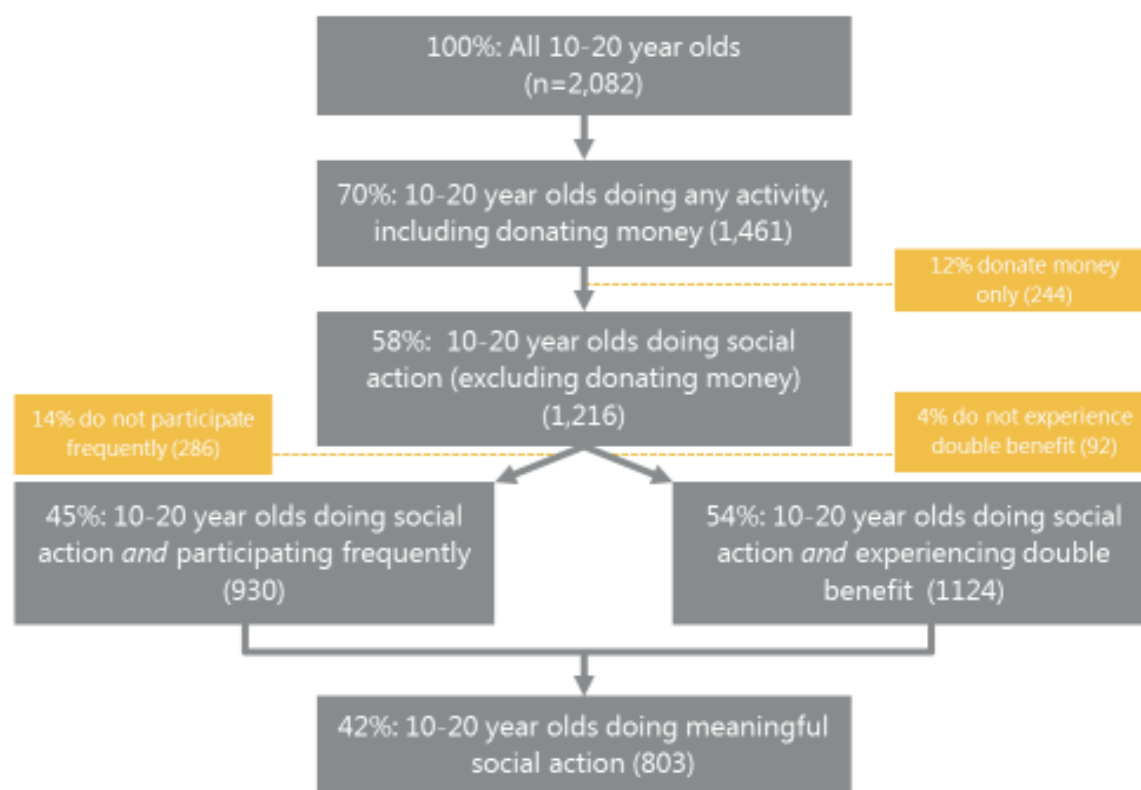 100%: All 10-20 year olds
(n=2,082)
70%: 10-20 year olds doing any activity,
including donating money (1,461)
12% donate money
only (244)
58%: 10-20 year olds doing social
action (excluding donating money)
(1,216)
14% do not participate
frequently (286)
4% do not experience
double benefit (92)
45%: 10-20 year olds doing social
action and participating frequently
(930)
54%: 10-20 year olds doing social
action and experiencing double
benefit (1124)
42%: 10-20 year olds doing meaningful
social action (803)